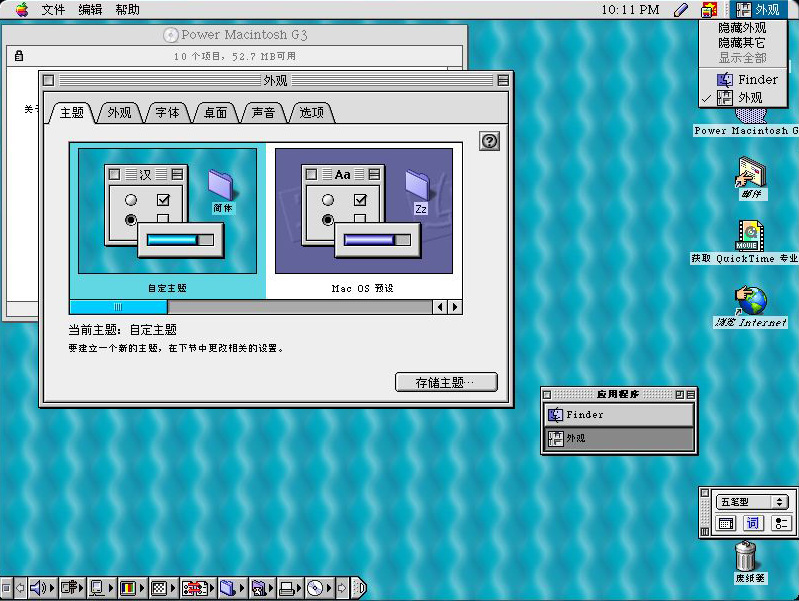 文件 编辑 帮助 10:11 PM 外观
隐藏外观
隐藏其它
显示全部
Finder
外观
Power Macintosh G3
10 个项目，52.7 MB可用
关于
外观
主题 外观 字体 桌面 声音 选项
?
汉
简体
自定主题
Aa
Zz
Mac OS 预设
当前主题：自定主题
要建立一个新的主题，在下节中更改相关的设置。
存储主题…
Power Macintosh G
邮件
MOVIE
获取 QuickTime 专业
浏览 Internet
应用程序
Finder
外观
五笔型
词
废纸篓